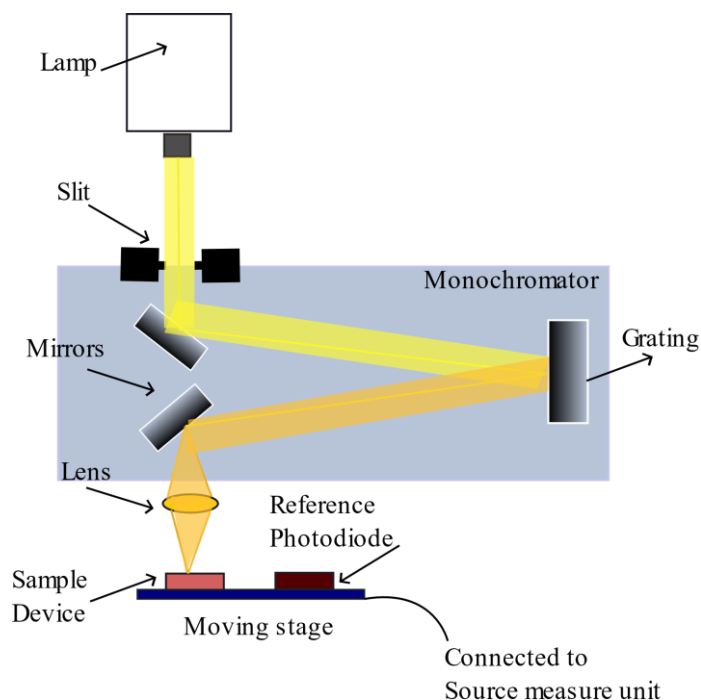 Lamp
Slit
Monochromator
Mirrors
Grating
Lens
Reference
Photodiode
Sample
Device
Moving stage
Connected to
Source measure unit